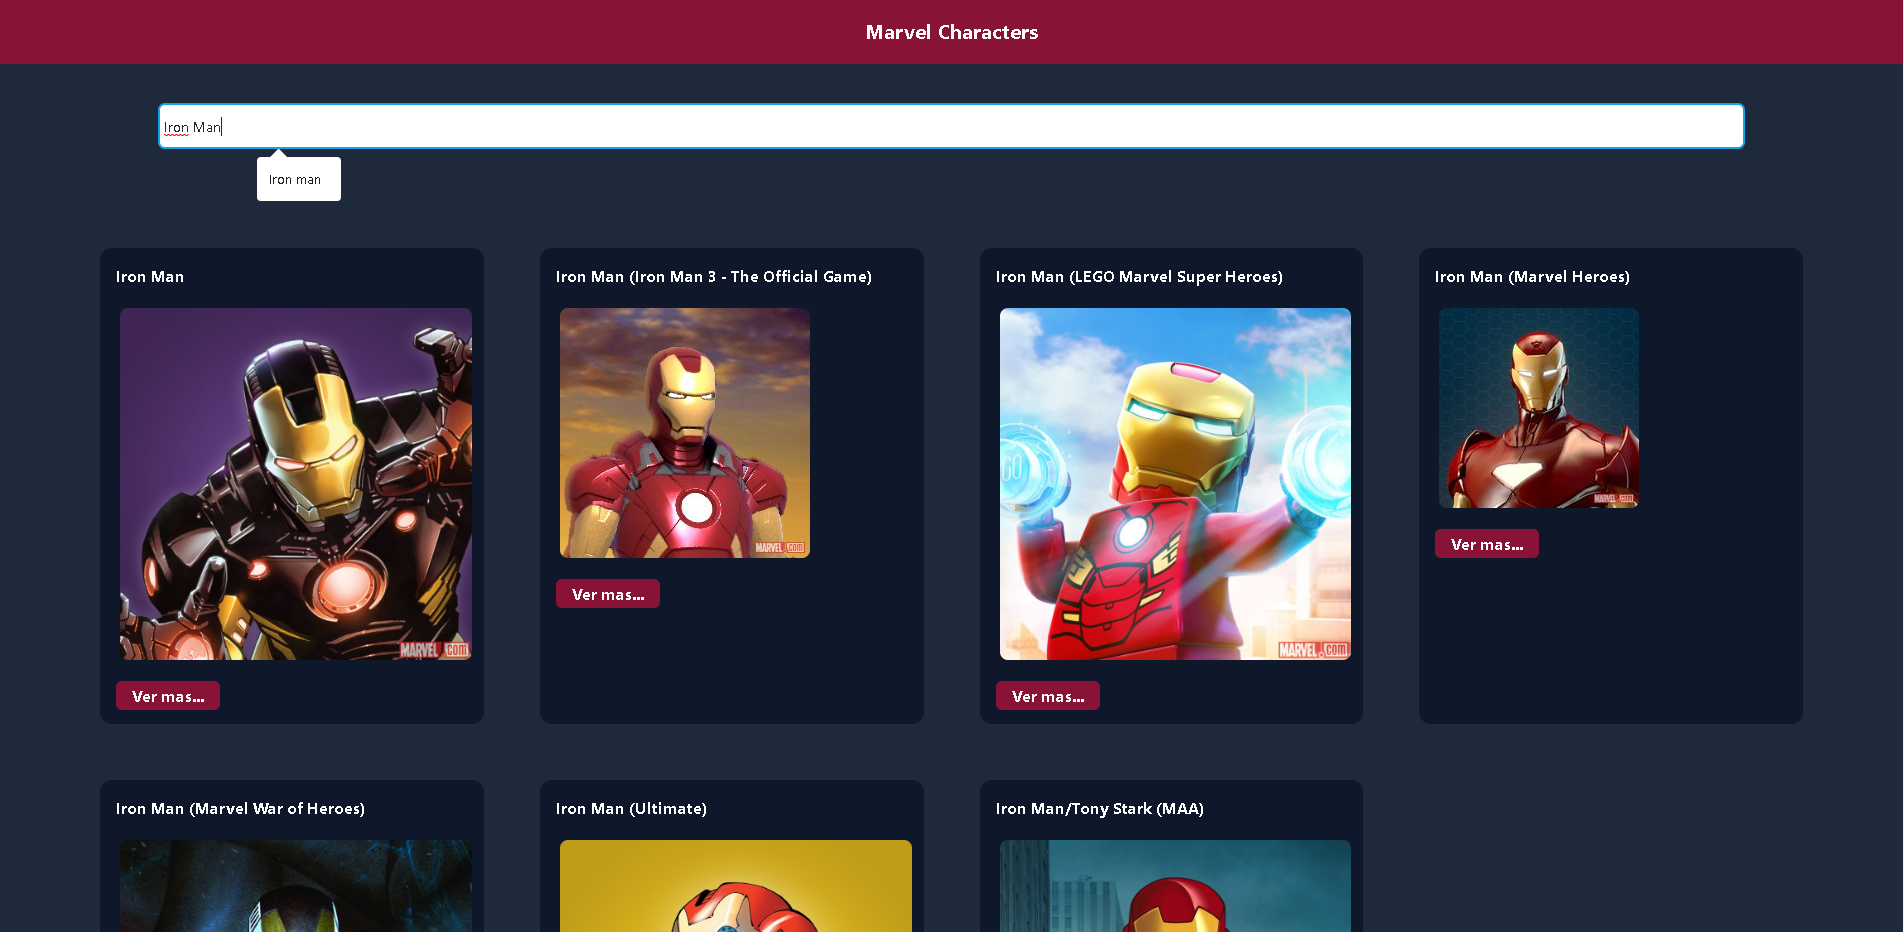 Marvel Characters
Iron Man
Iron man
Iron Man
Iron Man (Iron Man 3 - The Official Game)
Iron Man (LEGO Marvel Super Heroes)
Iron Man (Marvel Heroes)
MARVEL.com
MARVEL.com
GO
MARVEL.com
MARVEL.com
Ver mas...
Ver mas...
Ver mas...
Ver mas...
Iron Man (Marvel War of Heroes)
Iron Man (Ultimate)
Iron Man/Tony Stark (MAA)